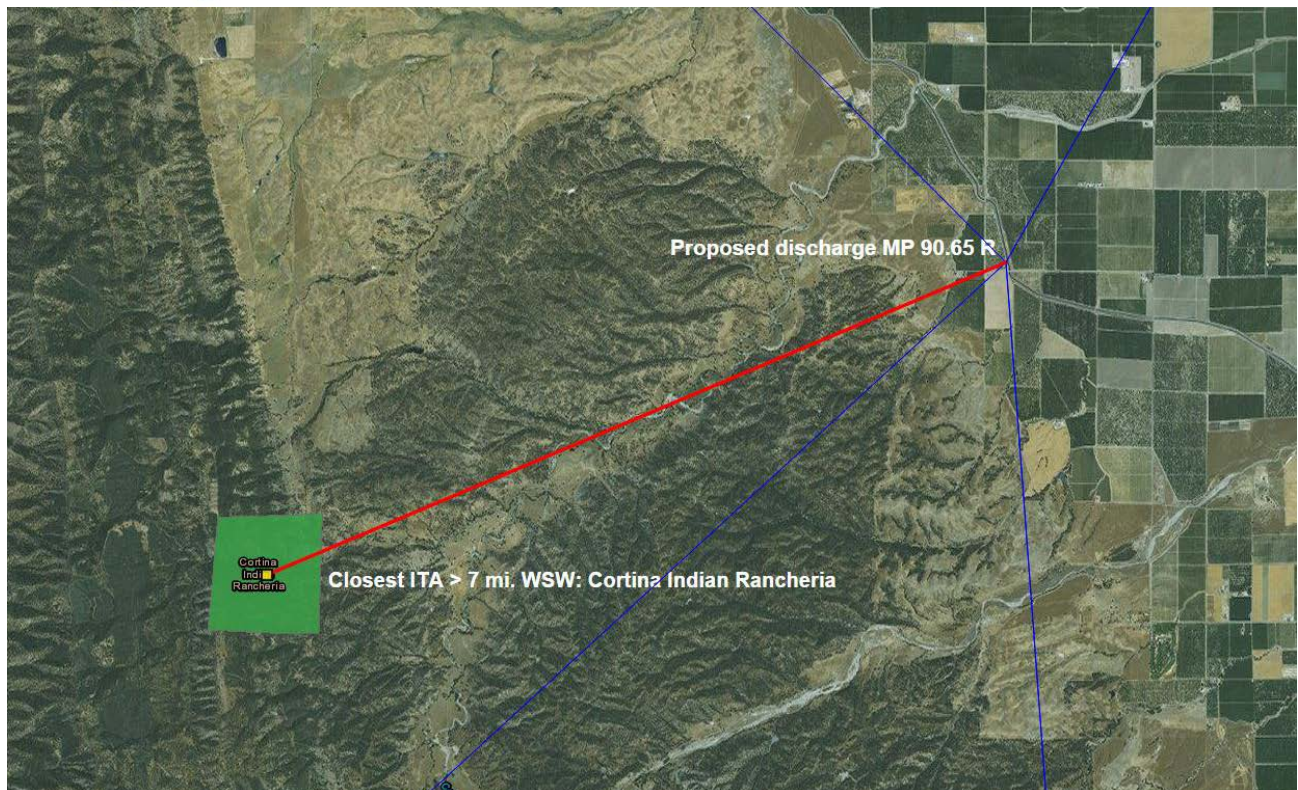 Proposed discharge MP 90.65 R
Cortina
Indi
Rancheria
Closest ITA > 7 mi. WSW: Cortina Indian Rancheria